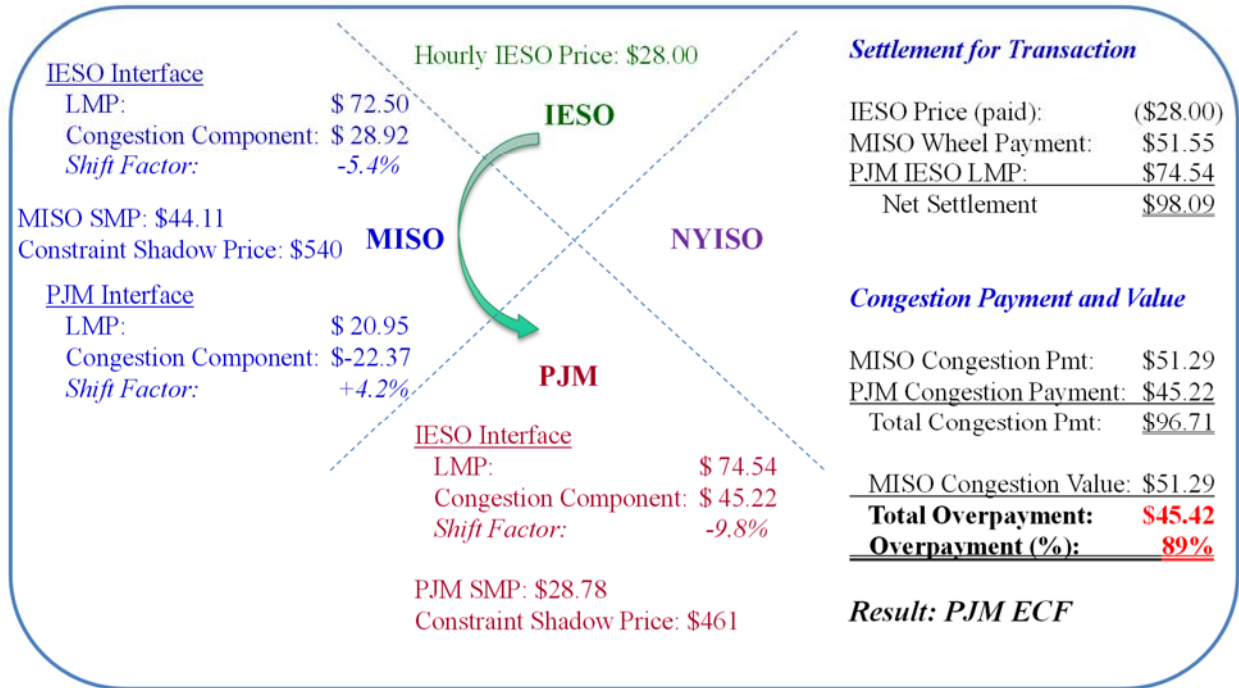 Hourly IESO Price: $28.00
IESO
IESO Interface
LMP: $ 72.50
Congestion Component: $ 28.92
Shift Factor: -5.4%
MISO SMP: $44.11
Constraint Shadow Price: $540
MISO
NYISO
PJM Interface
LMP: $ 20.95
Congestion Component: $-22.37
Shift Factor: +4.2%
PJM
IESO Interface
LMP: $ 74.54
Congestion Component: $ 45.22
Shift Factor: -9.8%
PJM SMP: $28.78
Constraint Shadow Price: $461
Settlement for Transaction
IESO Price (paid): ($28.00)
MISO Wheel Payment: $51.55
PJM IESO LMP: $74.54
Net Settlement $98.09
Congestion Payment and Value
MISO Congestion Pmt: $51.29
PJM Congestion Payment: $45.22
Total Congestion Pmt: $96.71
MISO Congestion Value: $51.29
Total Overpayment: $45.42
Overpayment (%): 89%
Result: PJM ECF